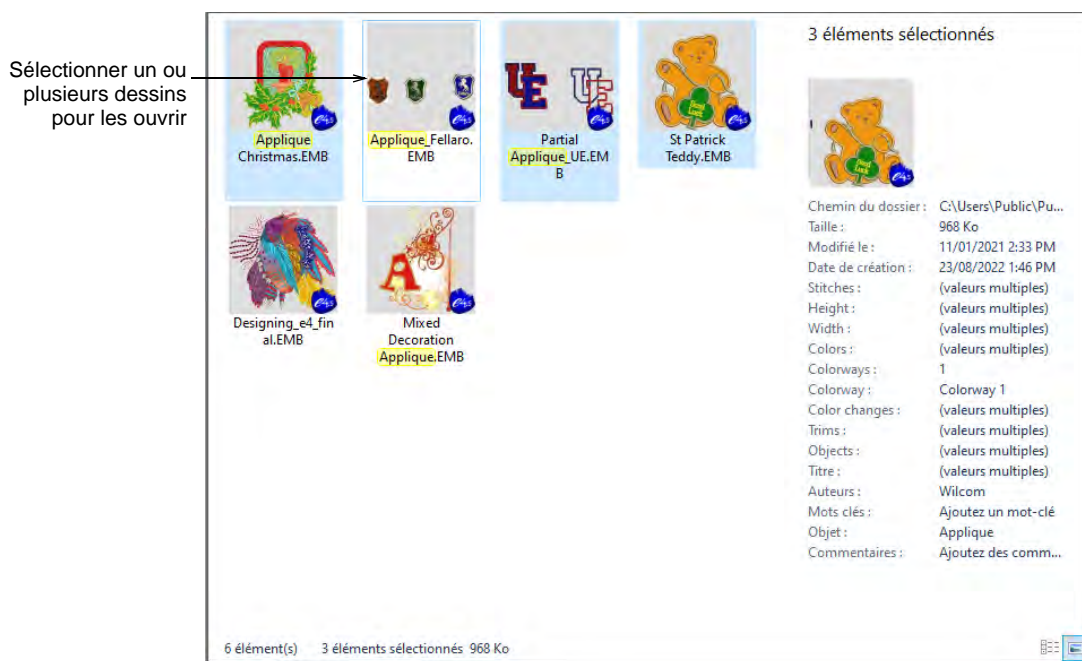 Sélectionner un ou
plusieurs dessins
pour les ouvrir
Applique
Christmas.EMB
Applique_Fellaro.
EMB
Partial
Applique_UE.EM
B
St Patrick
Teddy.EMB
Designing_e4_fin
al.EMB
Mixed
Decoration
Applique.EMB
3 éléments sélectionnés
Chemin du dossier : C:\Users\Public\Pu...
Taille : 968 Ko
Modifié le : 11/01/2021 2:33 PM
Date de création : 23/08/2022 1:46 PM
Stitches : (valeurs multiples)
Height : (valeurs multiples)
Width : (valeurs multiples)
Colors : (valeurs multiples)
Colorways : 1
Colorway : Colorway 1
Color changes : (valeurs multiples)
Trims : (valeurs multiples)
Objects : (valeurs multiples)
Titre : (valeurs multiples)
Auteurs : Wilcom
Mots clés : Ajoutez un mot-clé
Objet : Applique
Commentaires : Ajoutez des comm...
6 élément(s) 3 éléments sélectionnés 968 Ko